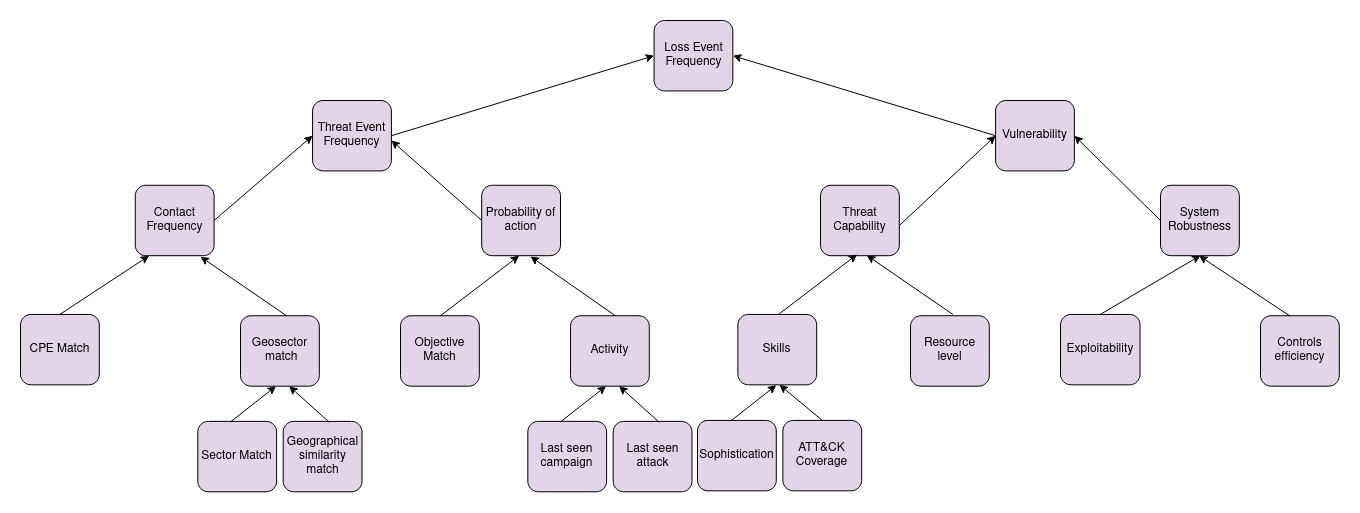 Loss Event
Frequency
Threat Event
Frequency
Vulnerability
Contact
Frequency
Probability of
action
Threat
Capability
System
Robustness
CPE Match
Geosector
match
Objective
Match
Activity
Skills
Resource
level
Exploitability
Controls
efficiency
Sector Match
Geographical
similarity
match
Last seen
campaign
Last seen
attack
Sophistication
ATT&CK
Coverage